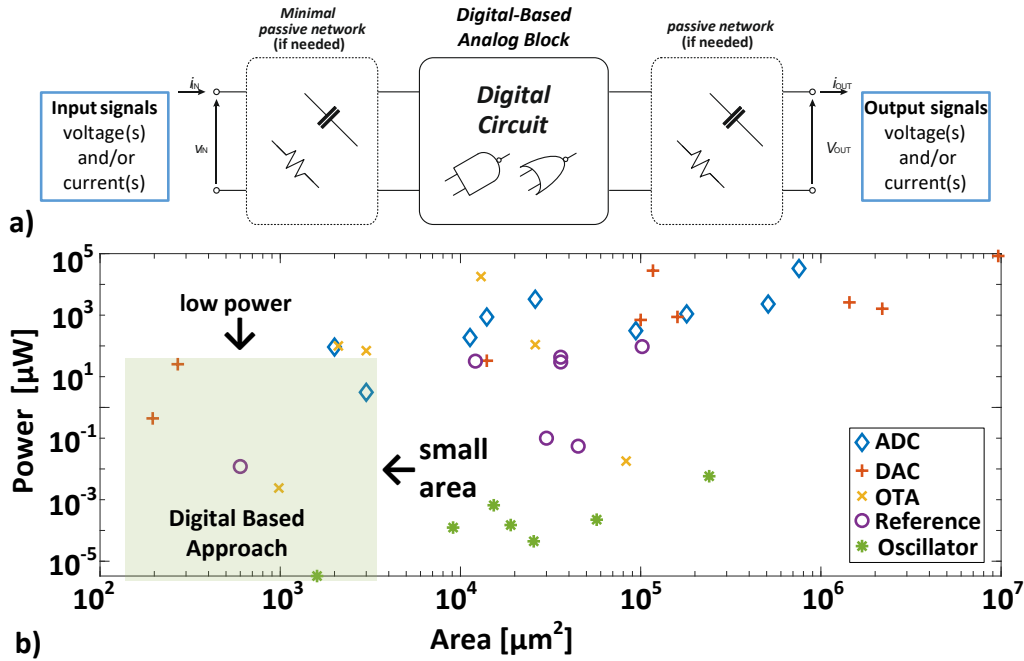 Minimal
passive network
(if needed)
Digital-Based
Analog Block
passive network
(if needed)
Input signals
voltage(s)
and/or
current(s)
iIN
VIN
Digital
Circuit
iOUT
VOUT
Output signals
voltage(s)
and/or
current(s)
a)
10^5
10^3
10^1
10^-1
10^-3
10^-5
Power [µW]
low power
small
area
Digital Based
Approach
ADC
DAC
OTA
Reference
Oscillator
10^2
10^3
10^4
10^5
10^6
10^7
Area [µm^2]
b)